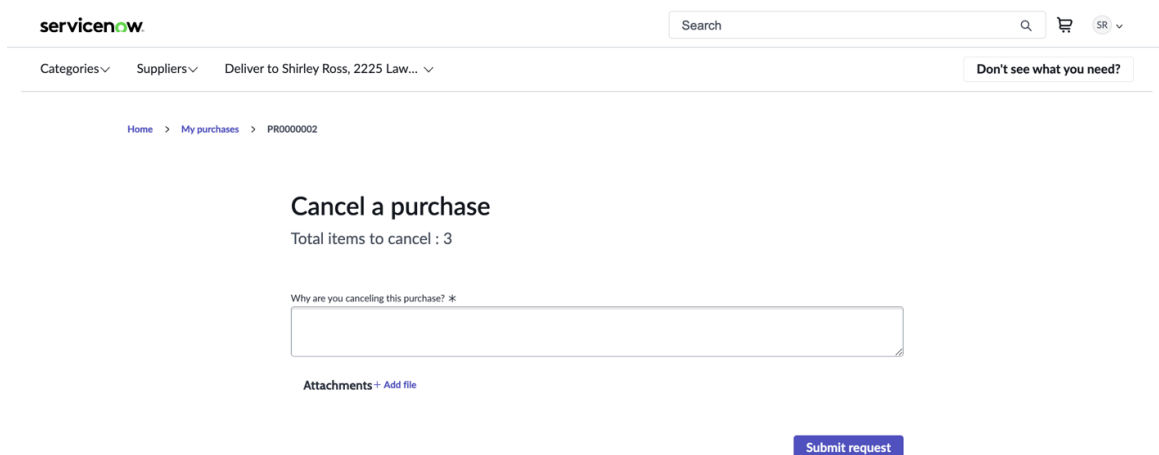 servicenow.
Search
SR
Categories Suppliers Deliver to Shirley Ross, 2225 Law...
Don't see what you need?
Home > My purchases > PR0000002
Cancel a purchase
Total items to cancel : 3
Why are you canceling this purchase? *
Attachments + Add file
Submit request